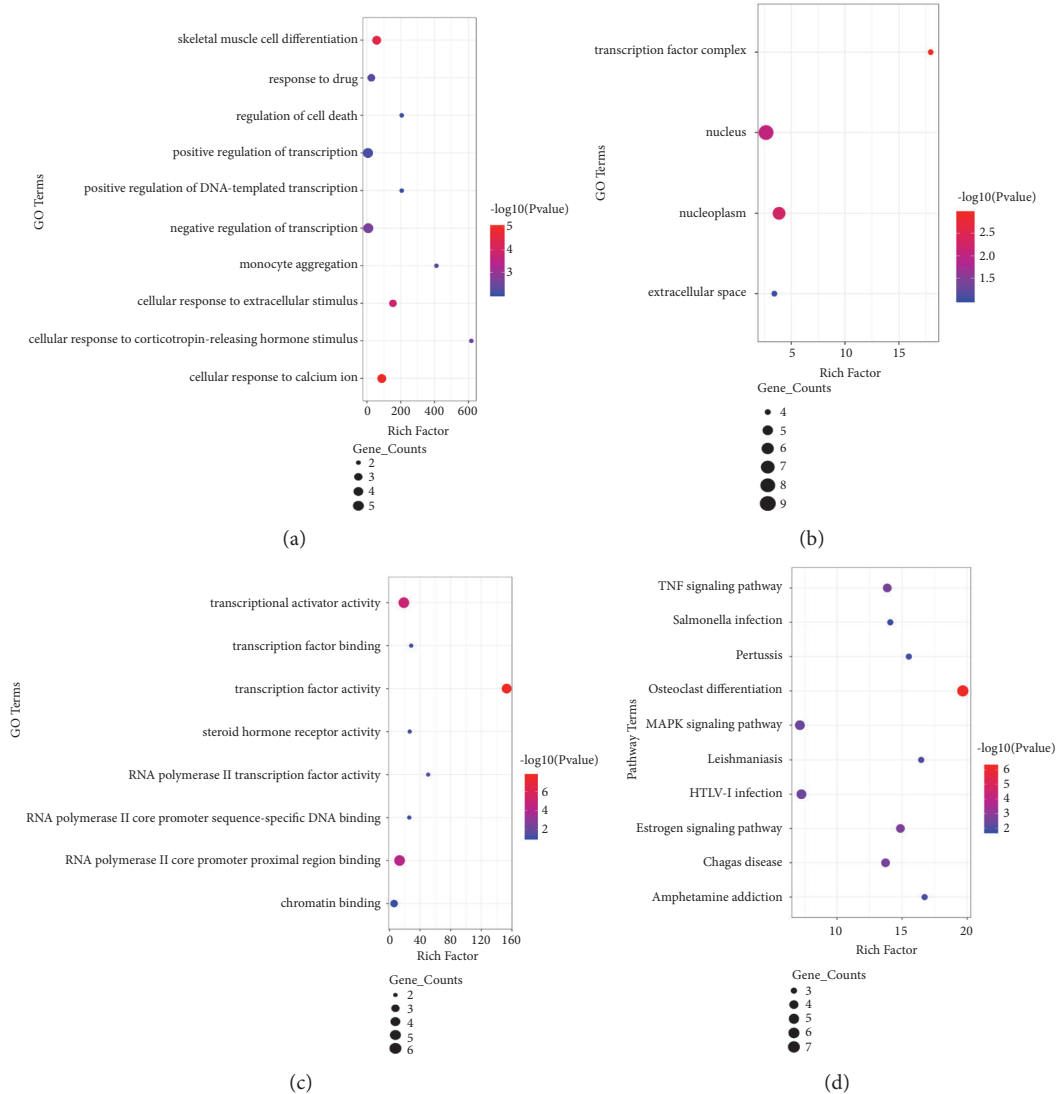 GO Terms
skeletal muscle cell differentiation
response to drug
regulation of cell death
positive regulation of transcription
positive regulation of DNA-templated transcription
negative regulation of transcription
monocyte aggregation
cellular response to extracellular stimulus
cellular response to corticotropin-releasing hormone stimulus
cellular response to calcium ion
0 200 400 600
Rich Factor
-log10(Pvalue)
5
4
3
Gene_Counts
2
3
4
5
(a)
GO Terms
transcription factor complex
nucleus
nucleoplasm
extracellular space
5 10 15
Rich Factor
-log10(Pvalue)
2.5
2.0
1.5
Gene_Counts
4
5
6
7
8
9
(b)
GO Terms
transcriptional activator activity
transcription factor binding
transcription factor activity
steroid hormone receptor activity
RNA polymerase II transcription factor activity
RNA polymerase II core promoter sequence-specific DNA binding
RNA polymerase II core promoter proximal region binding
chromatin binding
0 40 80 120 160
Rich Factor
-log10(Pvalue)
6
4
2
Gene_Counts
2
3
4
5
6
(c)
Pathway Terms
TNF signaling pathway
Salmonella infection
Pertussis
Osteoclast differentiation
MAPK signaling pathway
Leishmaniasis
HTLV-I infection
Estrogen signaling pathway
Chagas disease
Amphetamine addiction
10 15 20
Rich Factor
-log10(Pvalue)
6
5
4
3
2
Gene_Counts
3
4
5
6
7
(d)